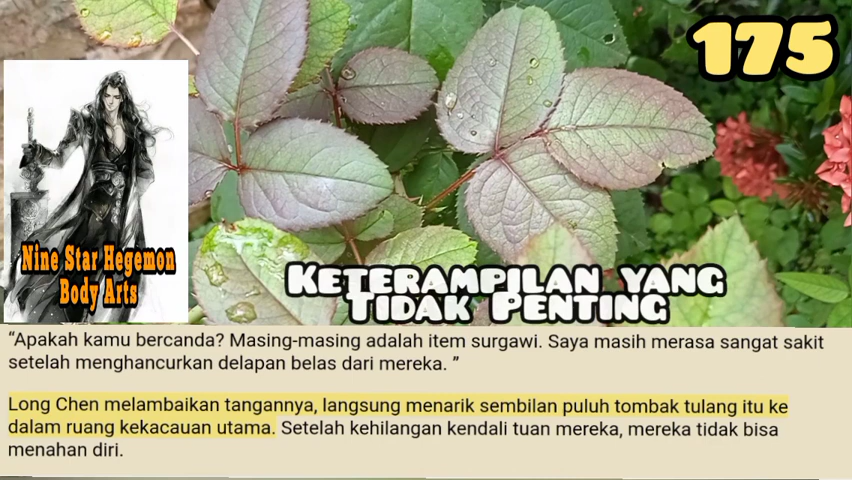 175
Nine Star Hegemon
Body Arts
Keterampilan yang
Tidak Penting
“Apakah kamu bercanda? Masing-masing adalah item surgawi. Saya masih merasa sangat sakit
setelah menghancurkan delapan belas dari mereka. ”
Long Chen melambaikan tangannya, langsung menarik sembilan puluh tombak tulang itu ke
dalam ruang kekacauan utama. Setelah kehilangan kendali tuan mereka, mereka tidak bisa
menahan diri.